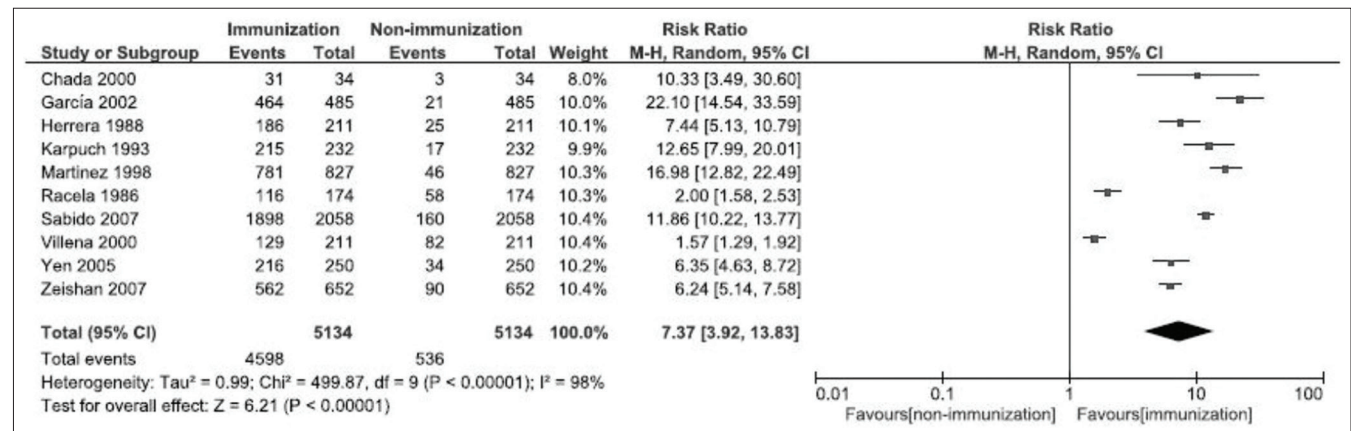 Immunization Non-immunization Risk Ratio Risk Ratio
Study or Subgroup Events Total Events Total Weight M-H, Random, 95% CI M-H, Random, 95% CI
Chada 2000 31 34 3 34 8.0% 10.33 [3.49, 30.60]
García 2002 464 485 21 485 10.0% 22.10 [14.54, 33.59]
Herrera 1988 186 211 25 211 10.1% 7.44 [5.13, 10.79]
Karpuch 1993 215 232 17 232 9.9% 12.65 [7.99, 20.01]
Martinez 1998 781 827 46 827 10.3% 16.98 [12.82, 22.49]
Racela 1986 116 174 58 174 10.3% 2.00 [1.58, 2.53]
Sabido 2007 1898 2058 160 2058 10.4% 11.86 [10.22, 13.77]
Villena 2000 129 211 82 211 10.4% 1.57 [1.29, 1.92]
Yen 2005 216 250 34 250 10.2% 6.35 [4.63, 8.72]
Zeishan 2007 562 652 90 652 10.4% 6.24 [5.14, 7.58]
Total (95% CI) 5134 5134 100.0% 7.37 [3.92, 13.83]
Total events 4598 536
Heterogeneity: Tau² = 0.99; Chi² = 499.87, df = 9 (P < 0.00001); I² = 98%
Test for overall effect: Z = 6.21 (P < 0.00001)
0.01 0.1 1 10 100
Favours[non-immunization] Favours[immunization]